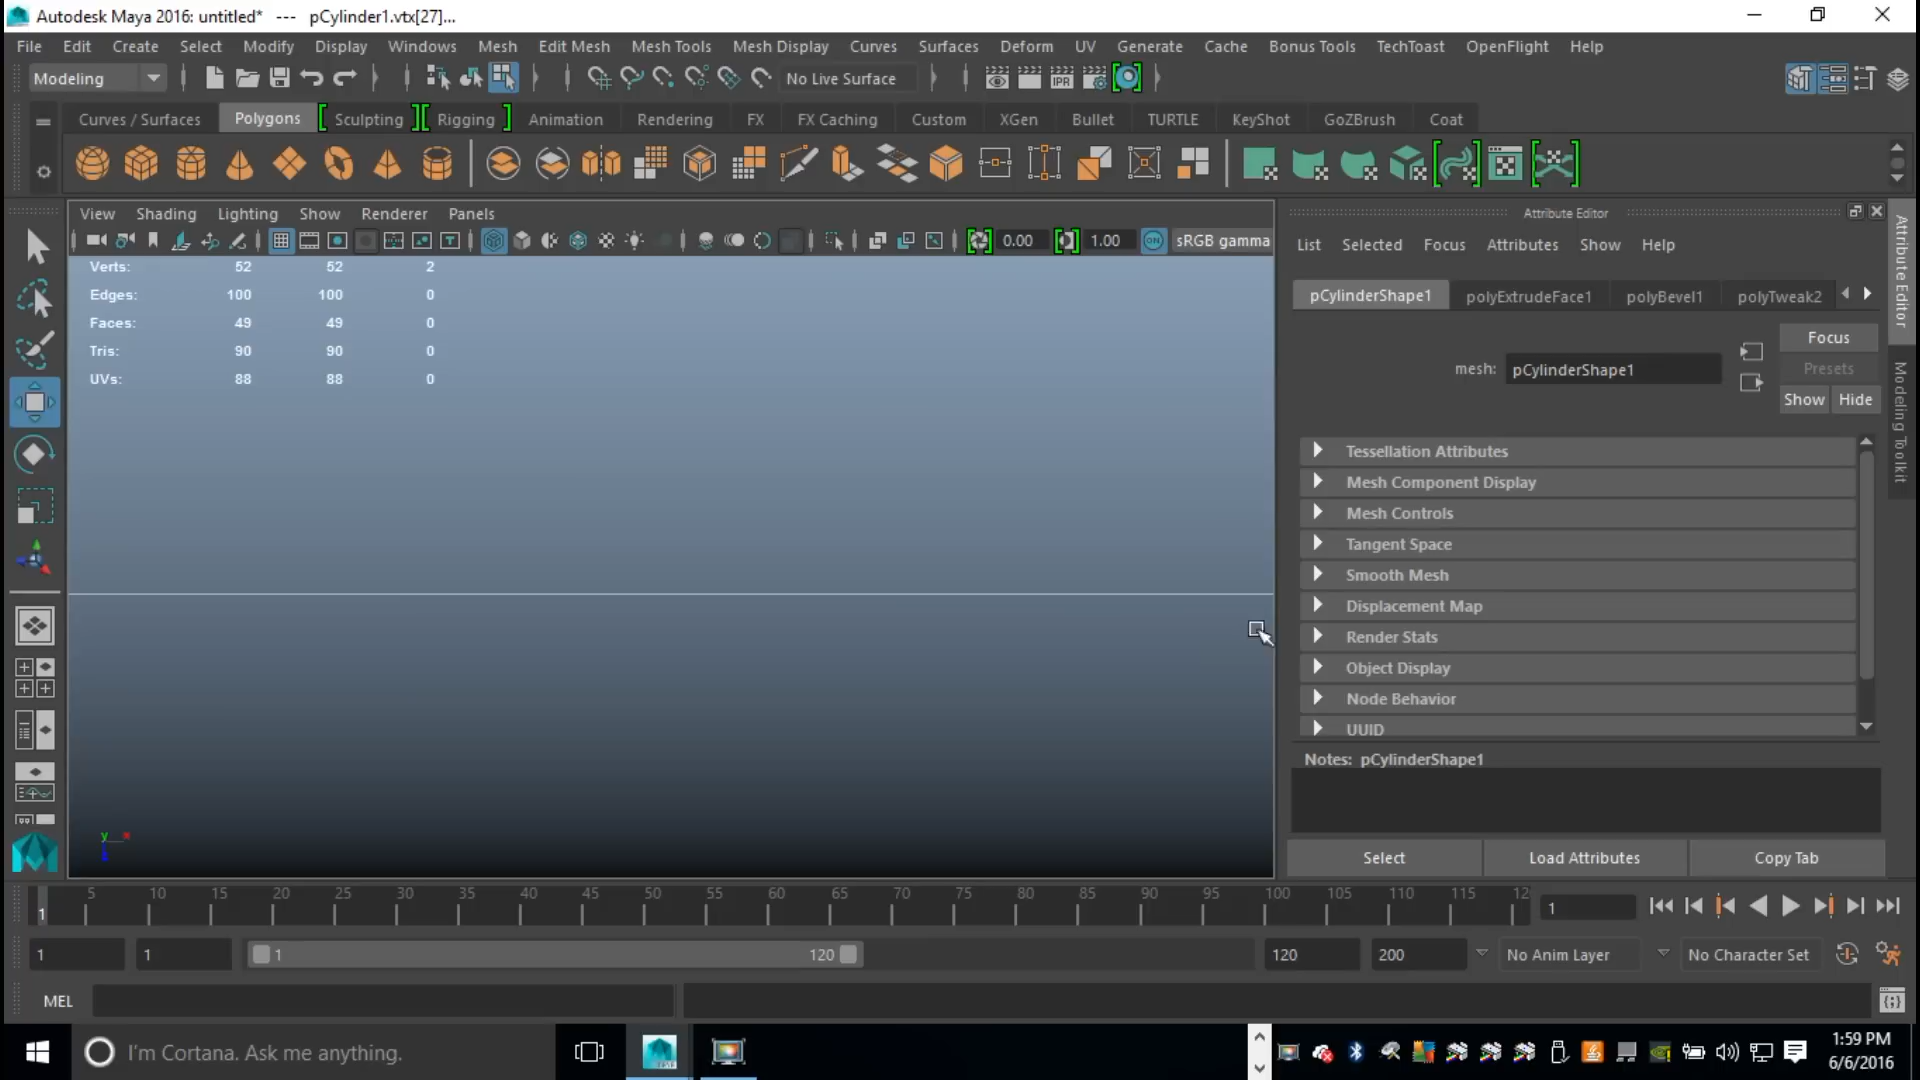 Autodesk Maya 2016: untitled* --- pCylinder1.vtx[27]...
File Edit Create Select Modify Display Windows Mesh Edit Mesh Mesh Tools Mesh Display Curves Surfaces Deform UV Generate Cache Bonus Tools TechToast OpenFlight Help
Modeling No Live Surface IPR
Curves / Surfaces Polygons Sculpting Rigging Animation Rendering FX FX Caching Custom XGen Bullet TURTLE KeyShot GoZBrush Coat
View Shading Lighting Show Renderer Panels
0.00 1.00 ON sRGB gamma
Verts: 52 52 2
Edges: 100 100 0
Faces: 49 49 0
Tris: 90 90 0
UVs: 88 88 0
y
Attribute Editor
List Selected Focus Attributes Show Help
pCylinderShape1 polyExtrudeFace1 polyBevel1 polyTweak2
Focus
mesh: pCylinderShape1
Presets
Show Hide
Tessellation Attributes
Mesh Component Display
Mesh Controls
Tangent Space
Smooth Mesh
Displacement Map
Render Stats
Object Display
Node Behavior
UUID
Notes: pCylinderShape1
Select Load Attributes Copy Tab
Attribute Editor
Modeling Toolkit
1 5 10 15 20 25 30 35 40 45 50 55 60 65 70 75 80 85 90 95 100 105 110 115 12 1
1 1 1 120 120 200 No Anim Layer No Character Set
MEL
I'm Cortana. Ask me anything.
1:59 PM
6/6/2016